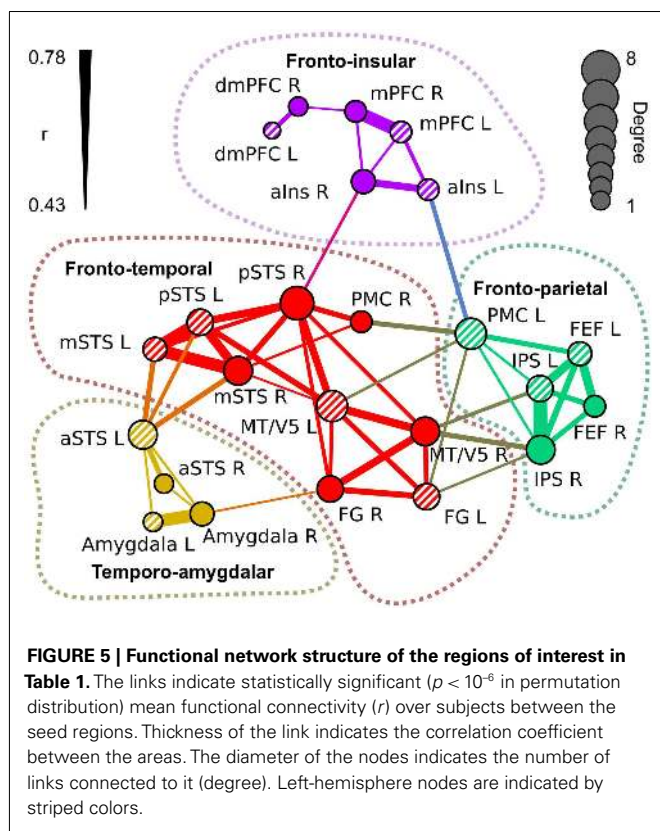 0.78
r
0.43
Fronto-insular
dmPFC R
mPFC R
mPFC L
dmPFC L
aIns R
aIns L
8
Degree
1
Fronto-temporal
pSTS R
pSTS L
PMC R
mSTS L
mSTS R
MT/V5 L
MT/V5 R
FG R
FG L
Fronto-parietal
PMC L
FEF L
IPS L
FEF R
IPS R
aSTS L
aSTS R
Amygdala L
Amygdala R
Temporo-amygdalar
FIGURE 5 | Functional network structure of the regions of interest in
Table 1. The links indicate statistically significant (p < 10⁻⁶ in permutation
distribution) mean functional connectivity (r) over subjects between the
seed regions. Thickness of the link indicates the correlation coefficient
between the areas. The diameter of the nodes indicates the number of
links connected to it (degree). Left-hemisphere nodes are indicated by
striped colors.